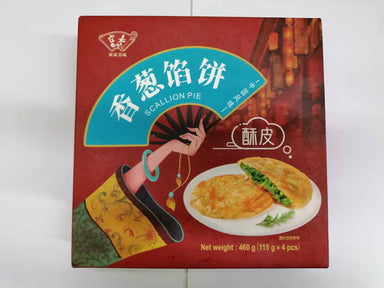 香葱馅饼
SCALLION PIE
酥皮
Net weight : 460 g (115 g × 4 pcs)